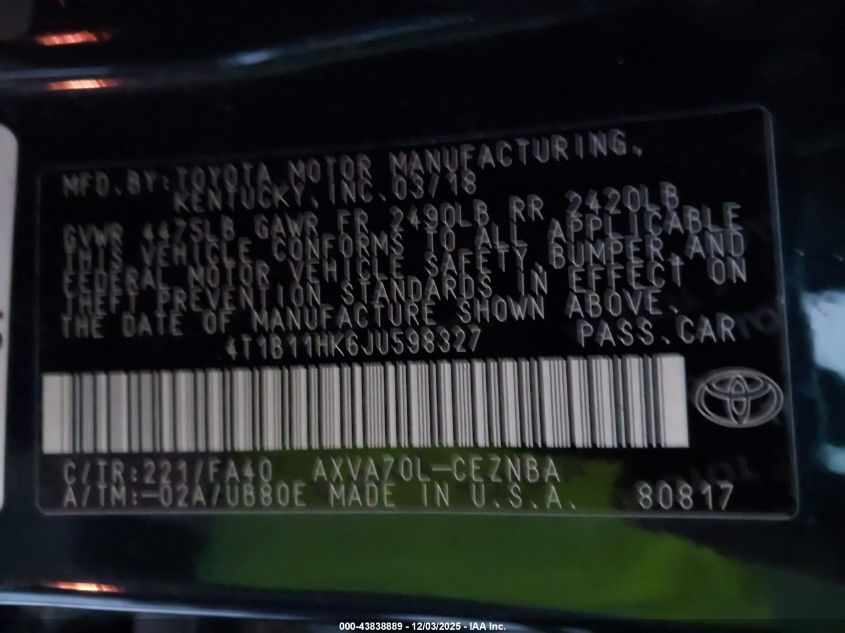 MFD. BY: TOYOTA MOTOR MANUFACTURING,
KENTUCKY, INC. 03/18
GVWR 4475LB GAWR FR 2490LB RR 2420LB
THIS VEHICLE CONFORMS TO ALL APPLICABLE
FEDERAL MOTOR VEHICLE SAFETY, BUMPER, AND
THEFT PREVENTION STANDARDS IN EFFECT ON
THE DATE OF MANUFACTURE SHOWN ABOVE.
4T1B11HK6JU598327 PASS. CAR
C/TR:221/FA40 AXVA70L-CEZNBA
A/TM:-02A/UB80E MADE IN U.S.A. 80817
000-43838889 - 12/03/2025 - IAA Inc.